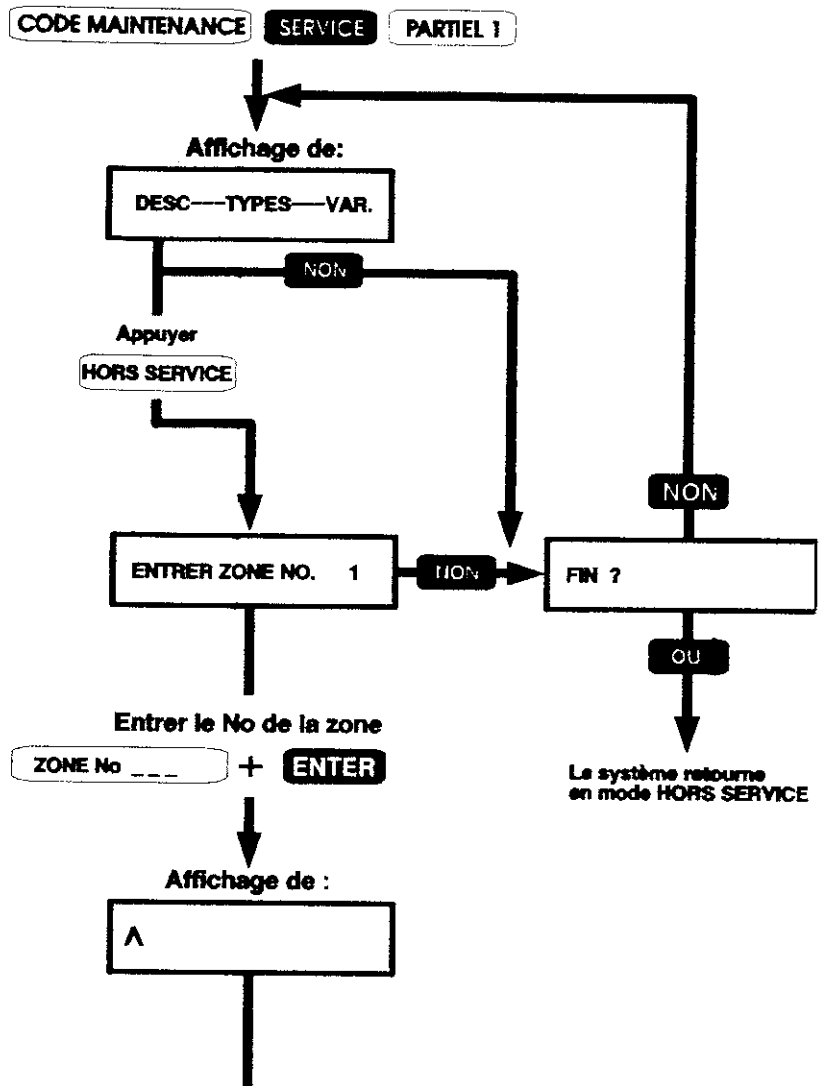 CODE MAINTENANCE SERVICE PARTIEL 1
Affichage de:
DESC---TYPES---VAR.
NON
Appuyer
HORS SERVICE
NON
ENTRER ZONE NO. 1
NON
FIN ?
OU
Entrer le No de la zone
ZONE No _ _ _ + ENTER
Le système retourne
en mode HORS SERVICE
Affichage de :
Λ